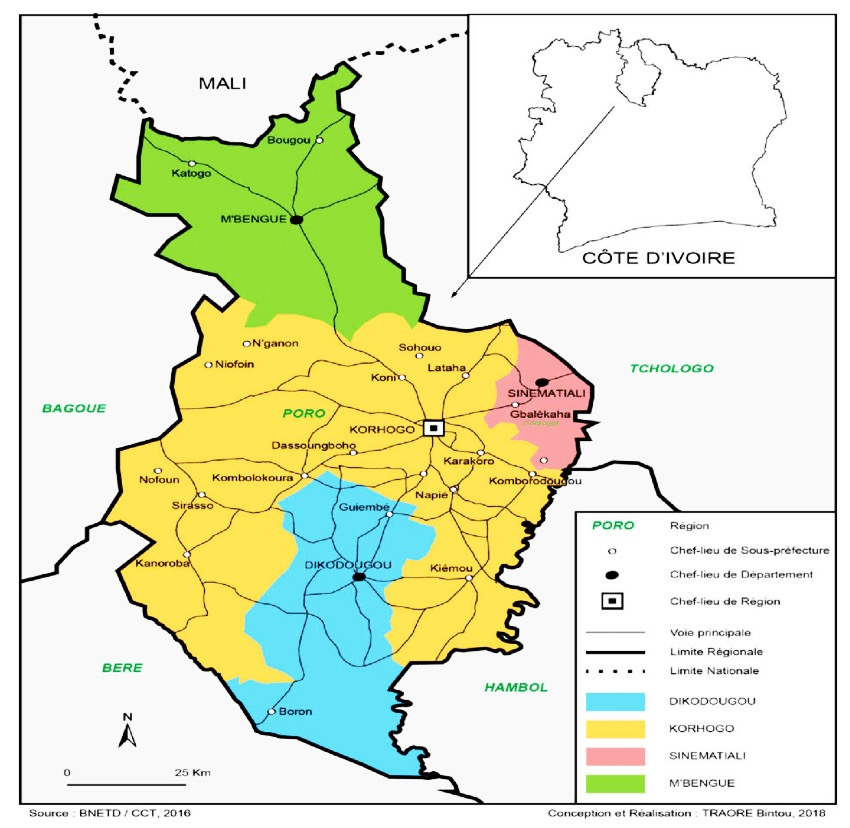 MALI
CÔTE D'IVOIRE
Bougou
Katogo
M'BENGUE
N'ganon
Niofoin
Sohouo
Lataha
Koni
SINEMATIALI
Gbalèkaha
TCHOLOGO
BAGOUE
PORO
KORHOGO
Dassoungboho
Karakoro
Nofoun
Kombolokoura
Komborodougou
Napié
Sirasso
Guiembé
Kanoroba
DIKODOUGOU
Kiémou
BERE
HAMBOL
Boron
N
0 25 Km
PORO Région
Chef-lieu de Sous-préfecture
Chef-lieu de Département
Chef-lieu de Région
Voie principale
Limite Régionale
Limite Nationale
DIKODOUGOU
KORHOGO
SINEMATIALI
M'BENGUE
Source : BNETD / CCT, 2016
Conception et Réalisation : TRAORE Bintou, 2018